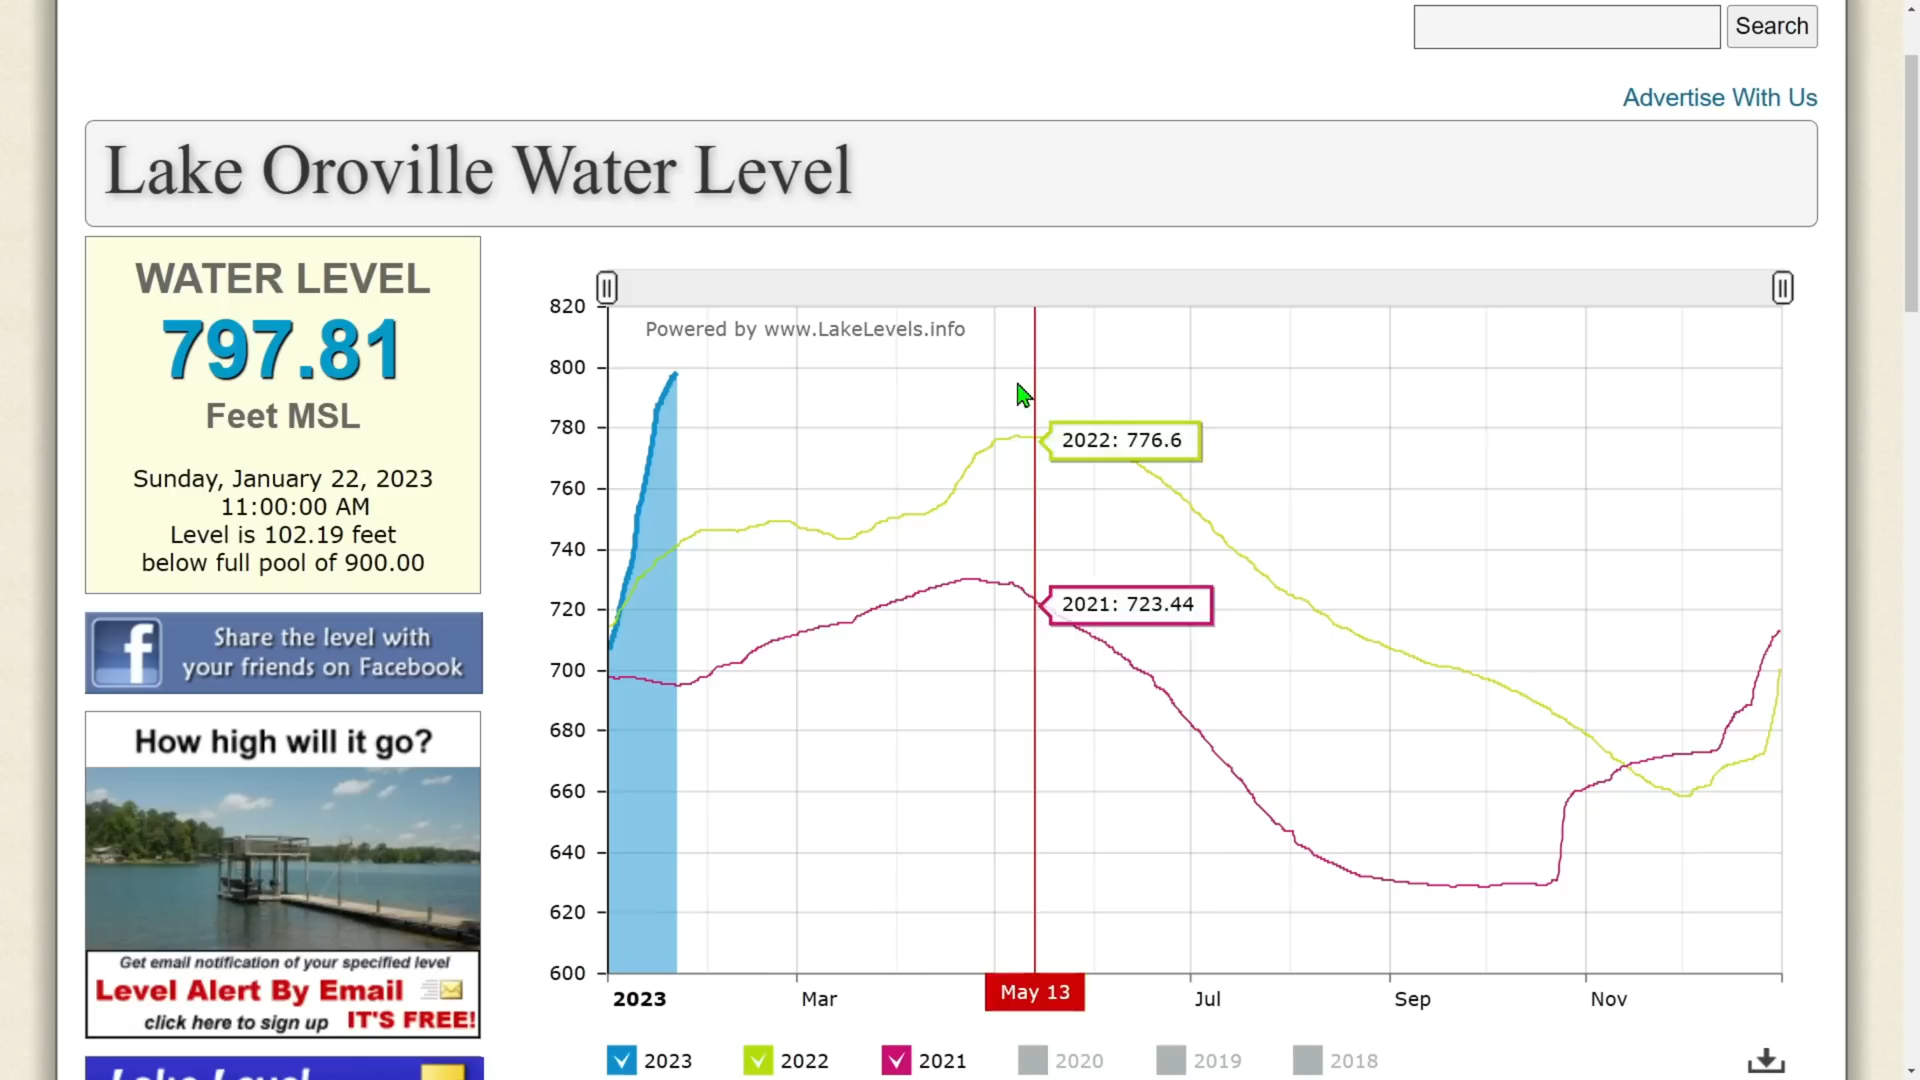 Search
Advertise With Us
Lake Oroville Water Level
WATER LEVEL
797.81
Feet MSL
Sunday, January 22, 2023
11:00:00 AM
Level is 102.19 feet
below full pool of 900.00
Share the level with
your friends on Facebook
How high will it go?
Get email notification of your specified level
Level Alert By Email
click here to sign up IT'S FREE!
Lake Level
Powered by www.LakeLevels.info
820
800
780
760
740
720
700
680
660
640
620
600
2022: 776.6
2021: 723.44
2023
Mar
May 13
Jul
Sep
Nov
2023
2022
2021
2020
2019
2018